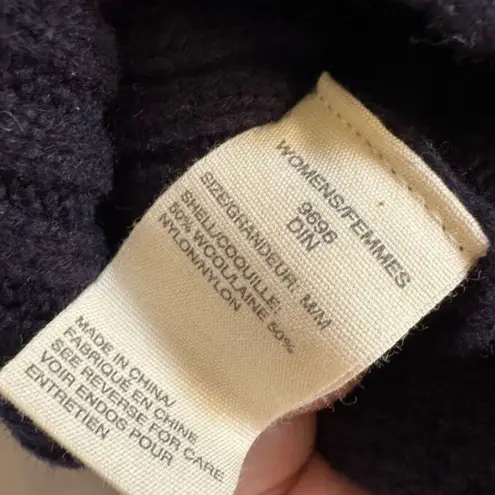 WOMENS/FEMMES
9696
DIN
SIZE/GRANDEUR: M/M
SHELL/COQUILLE:
50% WOOL/LAINE 50%
NYLON/NYLON
MADE IN CHINA/
FABRIQUÉ EN CHINE
SEE REVERSE FOR CARE
VOIR ENDOS POUR
ENTRETIEN